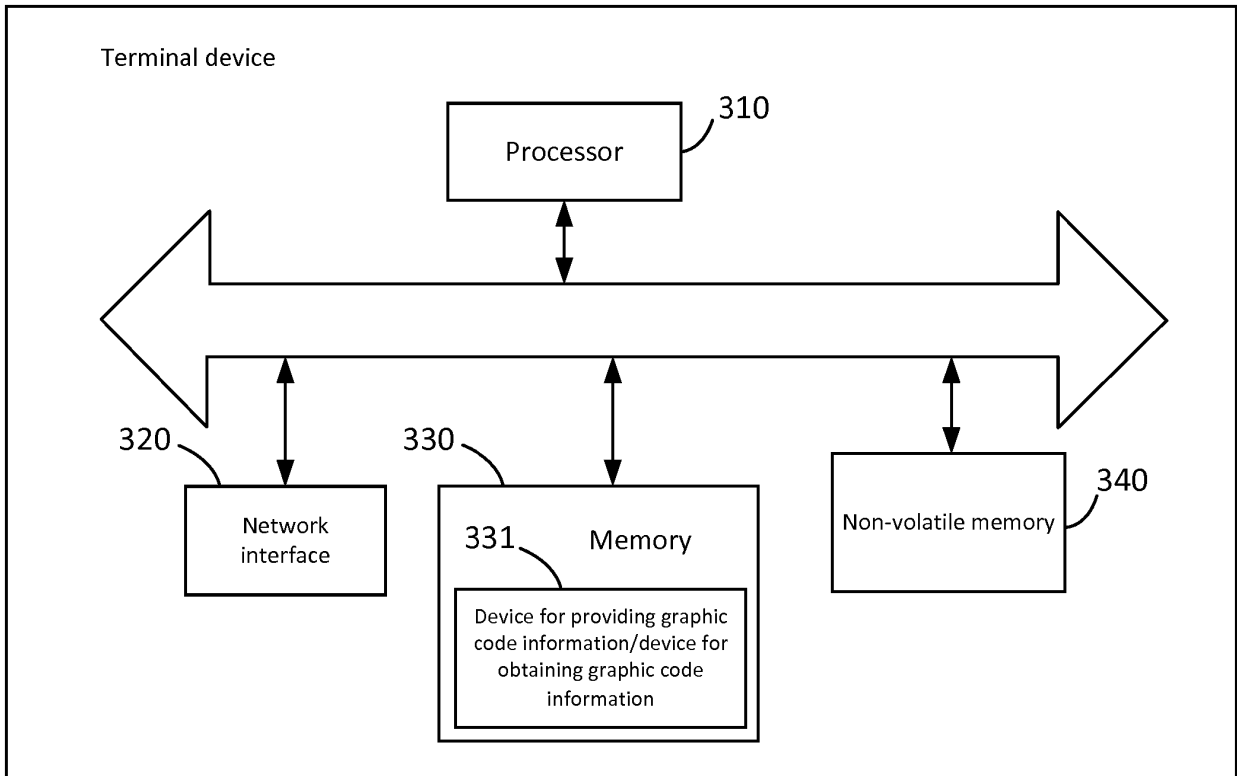 Terminal device
310
Processor
320
330
340
Network
interface
331
Memory
Non-volatile memory
Device for providing graphic
code information/device for
obtaining graphic code
information